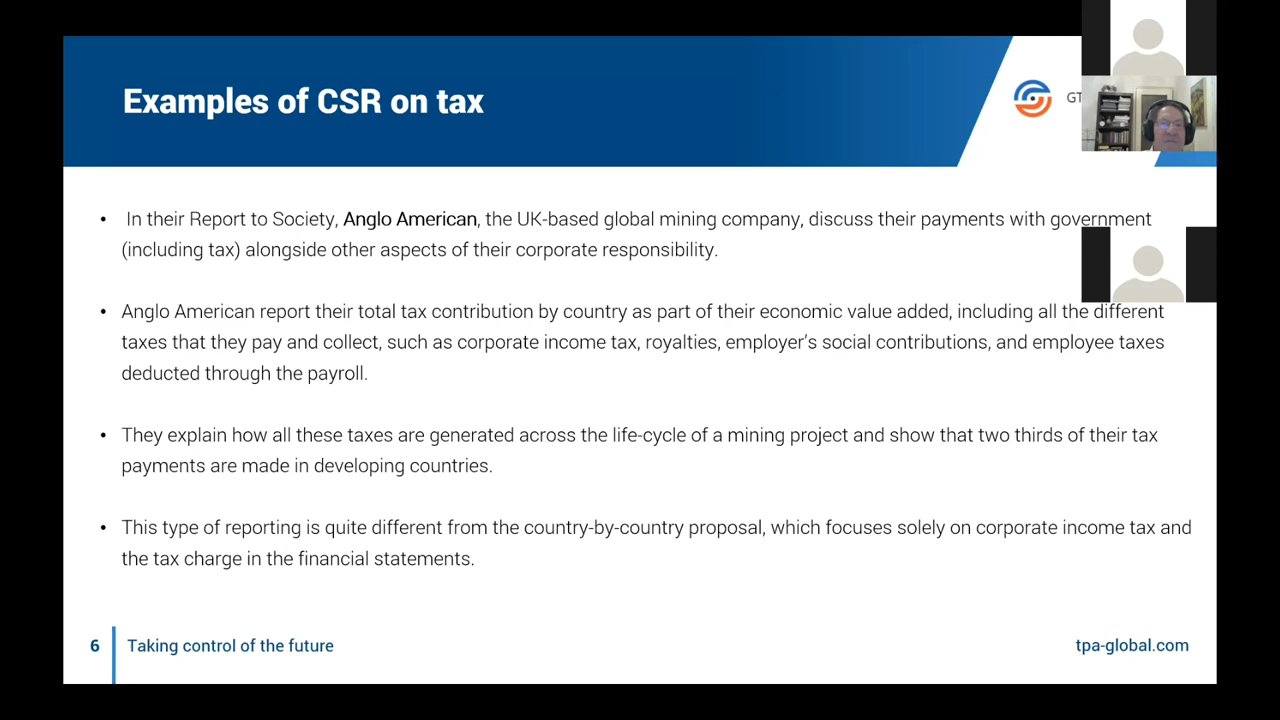 Examples of CSR on tax
GT
• In their Report to Society, Anglo American, the UK-based global mining company, discuss their payments with government
(including tax) alongside other aspects of their corporate responsibility.
• Anglo American report their total tax contribution by country as part of their economic value added, including all the different
taxes that they pay and collect, such as corporate income tax, royalties, employer's social contributions, and employee taxes
deducted through the payroll.
• They explain how all these taxes are generated across the life-cycle of a mining project and show that two thirds of their tax
payments are made in developing countries.
• This type of reporting is quite different from the country-by-country proposal, which focuses solely on corporate income tax and
the tax charge in the financial statements.
6 Taking control of the future
tpa-global.com